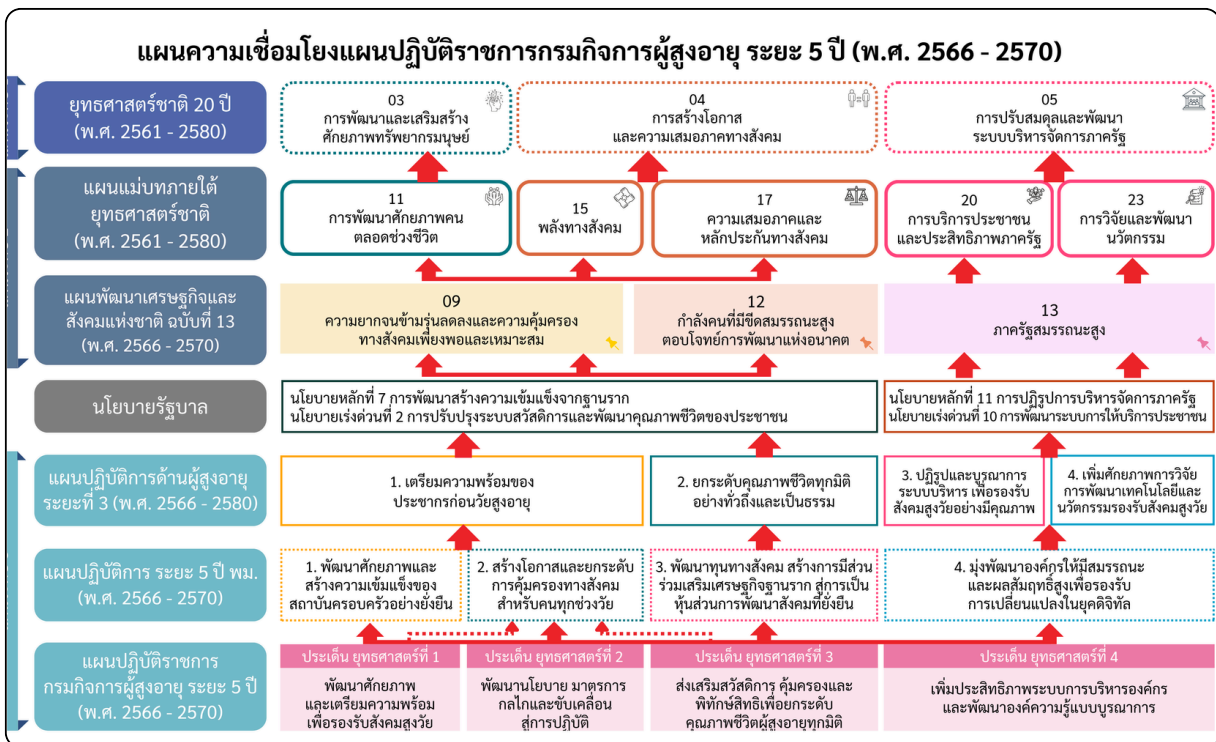 แผนความเชื่อมโยงแผนปฏิบัติราชการกรมกิจการผู้สูงอายุ ระยะ 5 ปี (พ.ศ. 2566 - 2570)
ยุทธศาสตร์ชาติ 20 ปี
(พ.ศ. 2561 - 2580)
03
การพัฒนาและเสริมสร้าง
ศักยภาพทรัพยากรมนุษย์
04
การสร้างโอกาส
และความเสมอภาคทางสังคม
05
การปรับสมดุลและพัฒนา
ระบบบริหารจัดการภาครัฐ
แผนแม่บทภายใต้
ยุทธศาสตร์ชาติ
(พ.ศ. 2561 - 2580)
11
การพัฒนาศักยภาพคน
ตลอดช่วงชีวิต
15
พลังทางสังคม
17
ความเสมอภาคและ
หลักประกันทางสังคม
20
การบริการประชาชน
และประสิทธิภาพภาครัฐ
23
การวิจัยและพัฒนา
นวัตกรรม
แผนพัฒนาเศรษฐกิจและ
สังคมแห่งชาติ ฉบับที่ 13
(พ.ศ. 2566 - 2570)
09
ความยากจนข้ามรุ่นลดลงและความคุ้มครอง
ทางสังคมเพียงพอและเหมาะสม
12
กำลังคนที่มีขีดสมรรถนะสูง
ตอบโจทย์การพัฒนาแห่งอนาคต
13
ภาครัฐสมรรถนะสูง
นโยบายรัฐบาล
นโยบายหลักที่ 7 การพัฒนาสร้างความเข้มแข็งจากฐานราก
นโยบายเร่งด่วนที่ 2 การปรับปรุงระบบสวัสดิการและพัฒนาคุณภาพชีวิตของประชาชน
นโยบายหลักที่ 11 การปฏิรูปการบริหารจัดการภาครัฐ
นโยบายเร่งด่วนที่ 10 การพัฒนาระบบการให้บริการประชาชน
แผนปฏิบัติการด้านผู้สูงอายุ
ระยะที่ 3 (พ.ศ. 2566 - 2580)
1. เตรียมความพร้อมของ
ประชากรก่อนวัยสูงอายุ
2. ยกระดับคุณภาพชีวิตทุกมิติ
อย่างทั่วถึงและเป็นธรรม
3. ปฏิรูปและบูรณาการ
ระบบบริหาร เพื่อรองรับ
สังคมสูงวัยอย่างมีคุณภาพ
4. เพิ่มศักยภาพการวิจัย
การพัฒนาเทคโนโลยีและ
นวัตกรรมรองรับสังคมสูงวัย
แผนปฏิบัติการ ระยะ 5 ปี พม.
(พ.ศ. 2566 - 2570)
1. พัฒนาศักยภาพและ
สร้างความเข้มแข็งของ
สถาบันครอบครัวอย่างยั่งยืน
2. สร้างโอกาสและยกระดับ
การคุ้มครองทางสังคม
สำหรับคนทุกช่วงวัย
3. พัฒนาทุนทางสังคม สร้างการมีส่วน
ร่วมเสริมเศรษฐกิจฐานราก สู่การเป็น
หุ้นส่วนการพัฒนาสังคมที่ยั่งยืน
4. มุ่งพัฒนาองค์กรให้มีสมรรถนะ
และผลสัมฤทธิ์สูงเพื่อรองรับ
การเปลี่ยนแปลงในยุคดิจิทัล
แผนปฏิบัติราชการ
กรมกิจการผู้สูงอายุ ระยะ 5 ปี
(พ.ศ. 2566 - 2570)
ประเด็น ยุทธศาสตร์ที่ 1
พัฒนาศักยภาพ
และเตรียมความพร้อม
เพื่อรองรับสังคมสูงวัย
ประเด็น ยุทธศาสตร์ที่ 2
พัฒนานโยบาย มาตรการ
กลไกและขับเคลื่อน
สู่การปฏิบัติ
ประเด็น ยุทธศาสตร์ที่ 3
ส่งเสริมสวัสดิการ คุ้มครองและ
พิทักษ์สิทธิเพื่อยกระดับ
คุณภาพชีวิตผู้สูงอายุทุกมิติ
ประเด็น ยุทธศาสตร์ที่ 4
เพิ่มประสิทธิภาพระบบการบริหารองค์กร
และพัฒนาองค์ความรู้แบบบูรณาการ